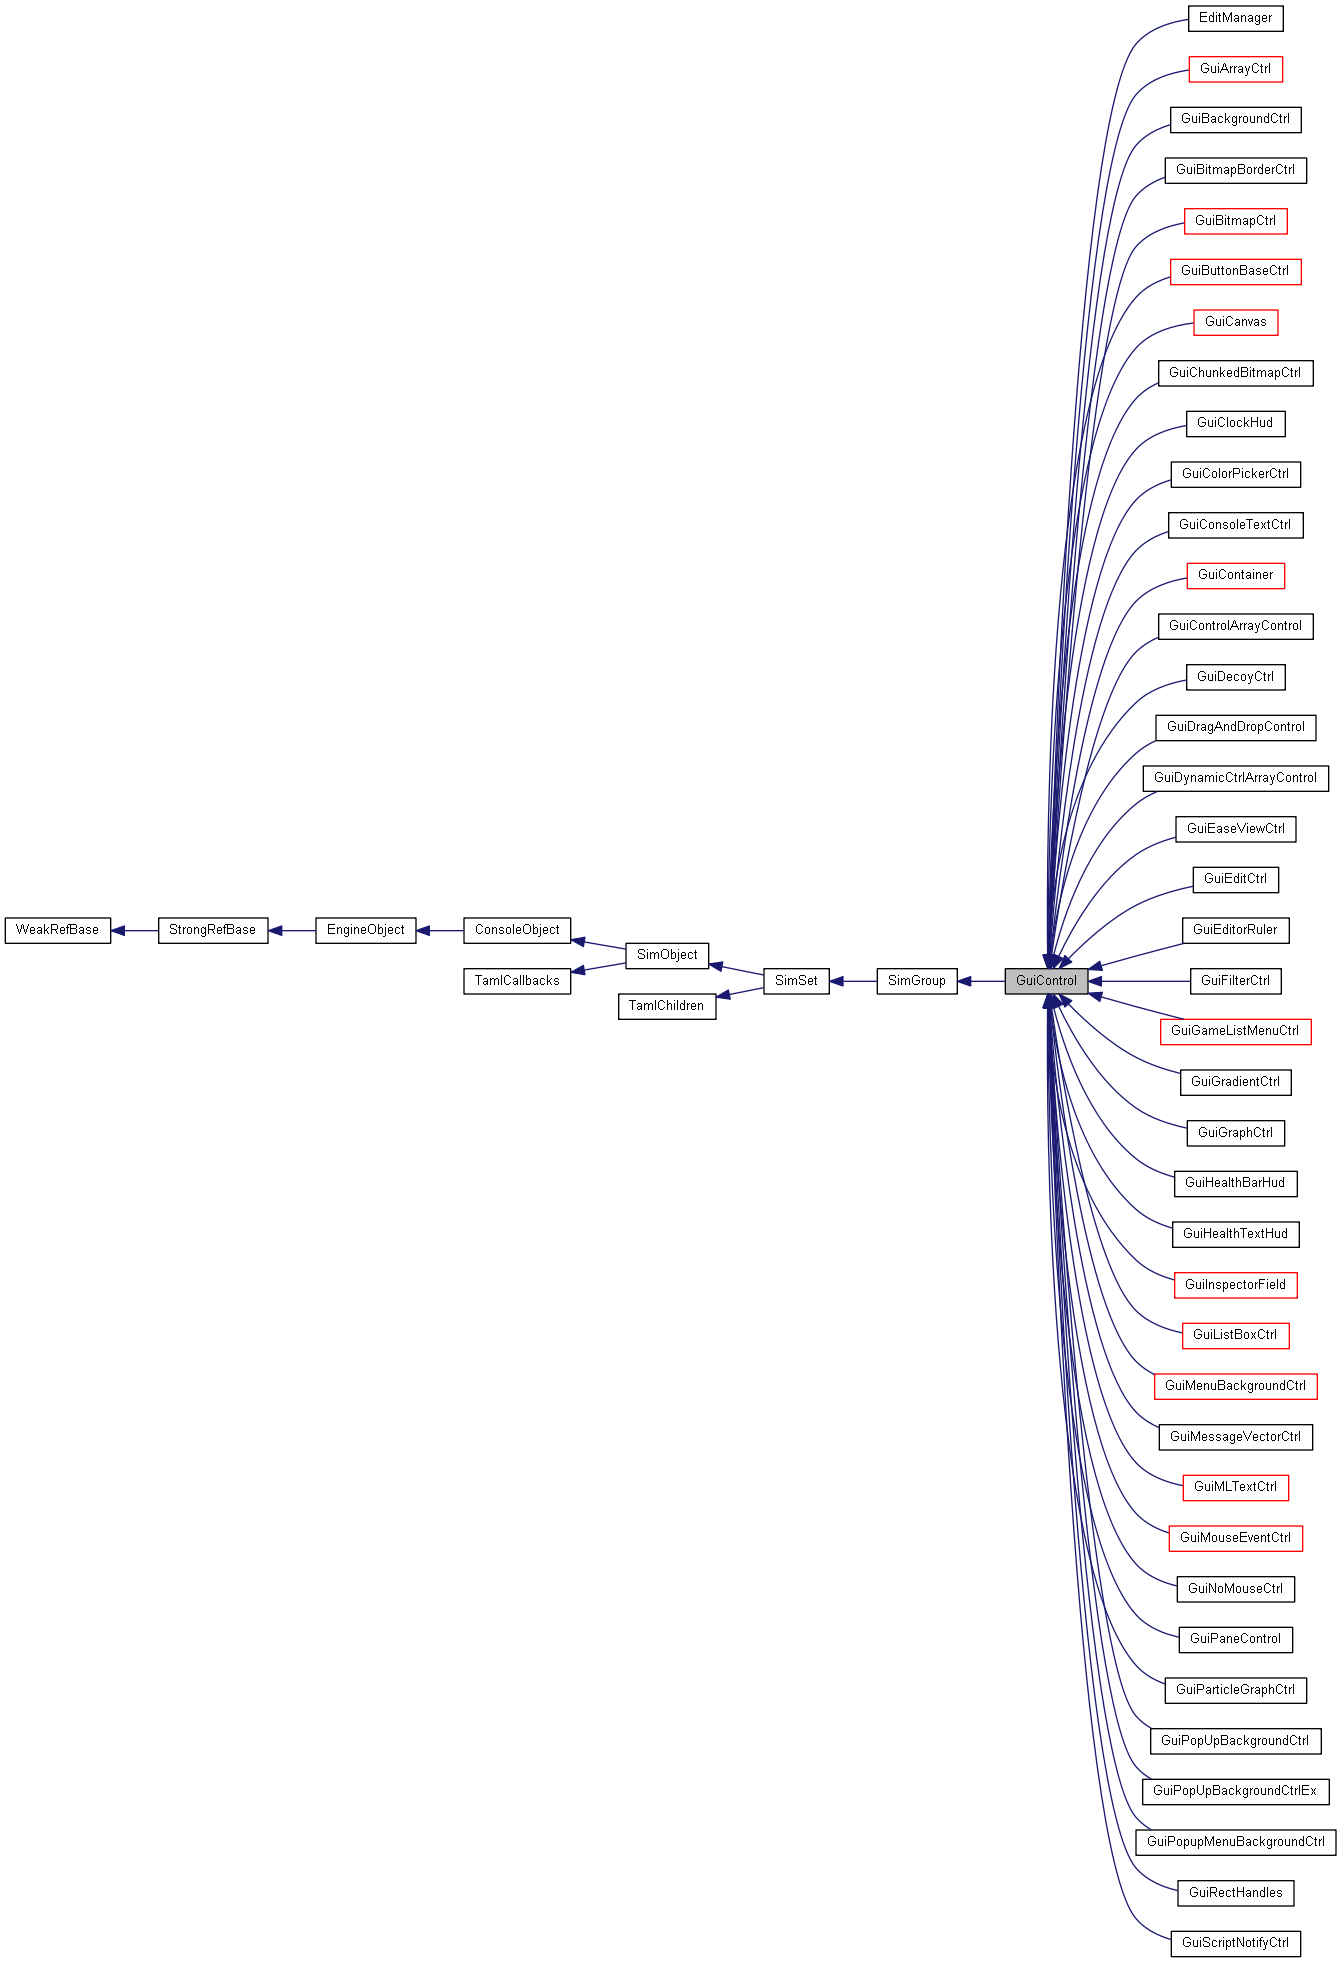 EditManager
GuiArrayCtrl
GuiBackgroundCtrl
GuiBitmapBorderCtrl
GuiBitmapCtrl
GuiButtonBaseCtrl
GuiCanvas
GuiChunkedBitmapCtrl
GuiClockHud
GuiColorPickerCtrl
GuiConsoleTextCtrl
GuiContainer
GuiControlArrayControl
GuiDecoyCtrl
GuiDragAndDropControl
GuiDynamicCtrlArrayControl
GuiEaseViewCtrl
GuiEditCtrl
WeakRefBase
StrongRefBase
EngineObject
ConsoleObject
GuiEditorRuler
SimObject
TamlCallbacks
SimSet
SimGroup
GuiControl
GuiFilterCtrl
TamlChildren
GuiGameListMenuCtrl
GuiGradientCtrl
GuiGraphCtrl
GuiHealthBarHud
GuiHealthTextHud
GuiInspectorField
GuiListBoxCtrl
GuiMenuBackgroundCtrl
GuiMessageVectorCtrl
GuiMLTextCtrl
GuiMouseEventCtrl
GuiNoMouseCtrl
GuiPaneControl
GuiParticleGraphCtrl
GuiPopUpBackgroundCtrl
GuiPopUpBackgroundCtrlEx
GuiPopupMenuBackgroundCtrl
GuiRectHandles
GuiScriptNotifyCtrl